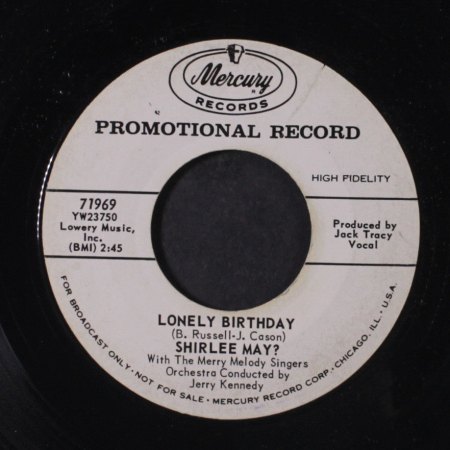 Mercury
RECORDS
PROMOTIONAL RECORD
HIGH FIDELITY
71969
YW23750
Lowery Music,
Inc.
(BMI) 2:45
Produced by
Jack Tracy
Vocal
LONELY BIRTHDAY
(B. Russell-J. Cason)
SHIRLEE MAY?
With The Merry Melody Singers
Orchestra Conducted by
Jerry Kennedy
FOR BROADCAST ONLY · NOT FOR SALE · MERCURY RECORD CORP. · CHICAGO, ILL. · U.S.A.